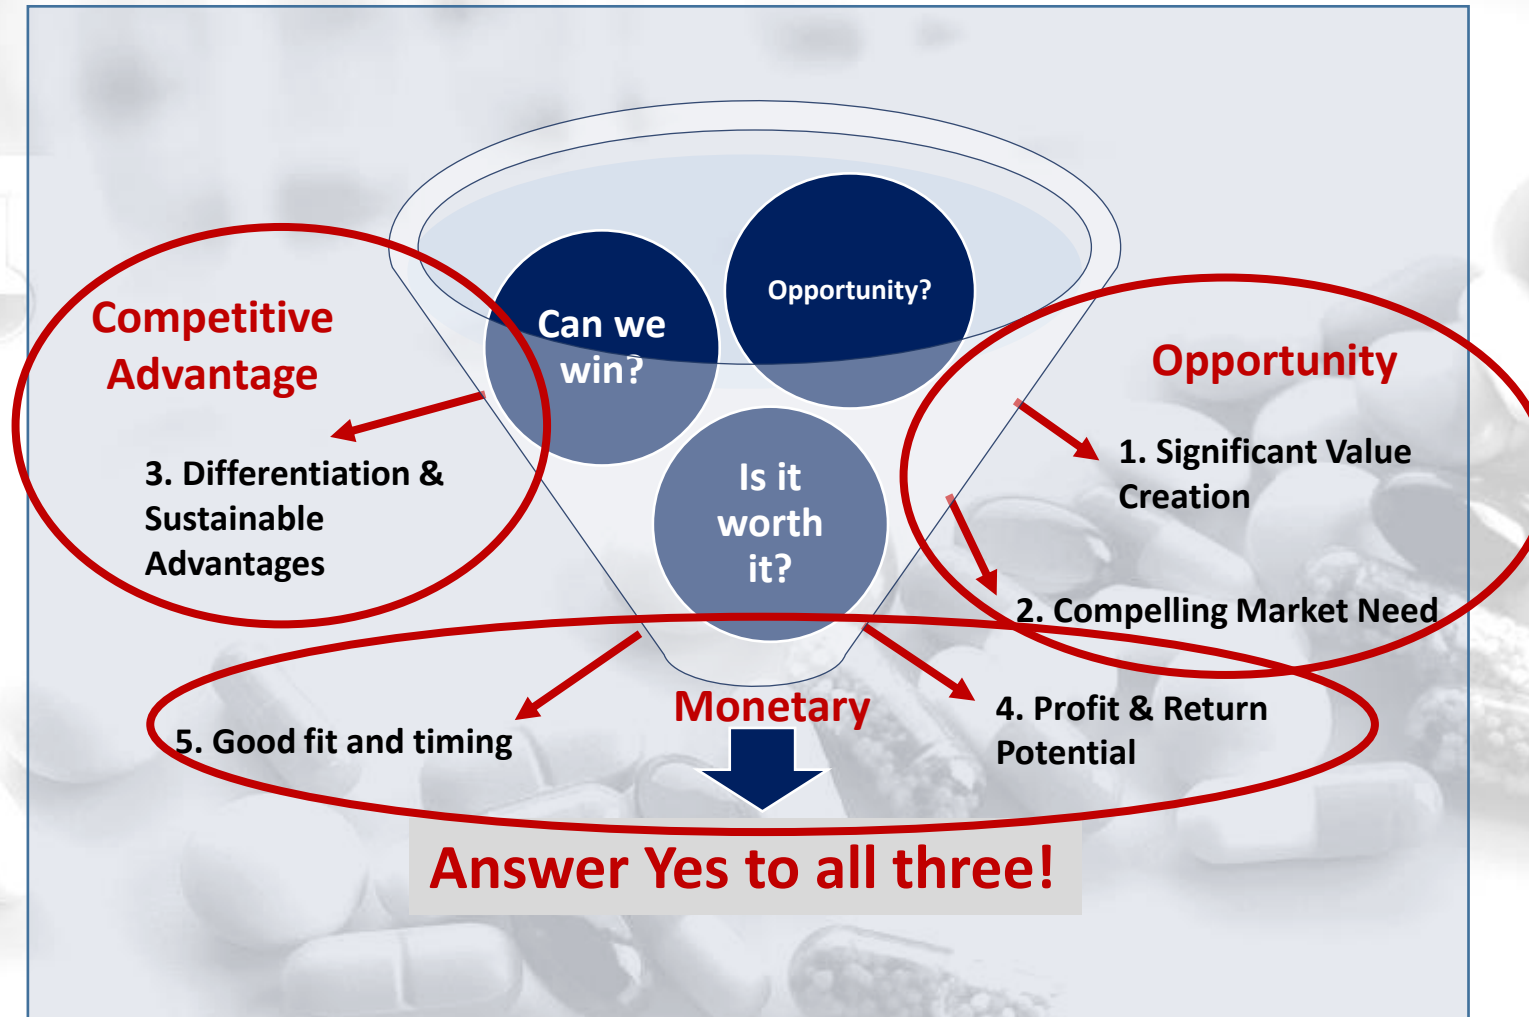 Opportunity?
Can we
win?
Is it
worth
it?
Competitive
Advantage
3. Differentiation &
Sustainable
Advantages
Opportunity
1. Significant Value
Creation
2. Compelling Market Need
Monetary
4. Profit & Return
Potential
5. Good fit and timing
Answer Yes to all three!